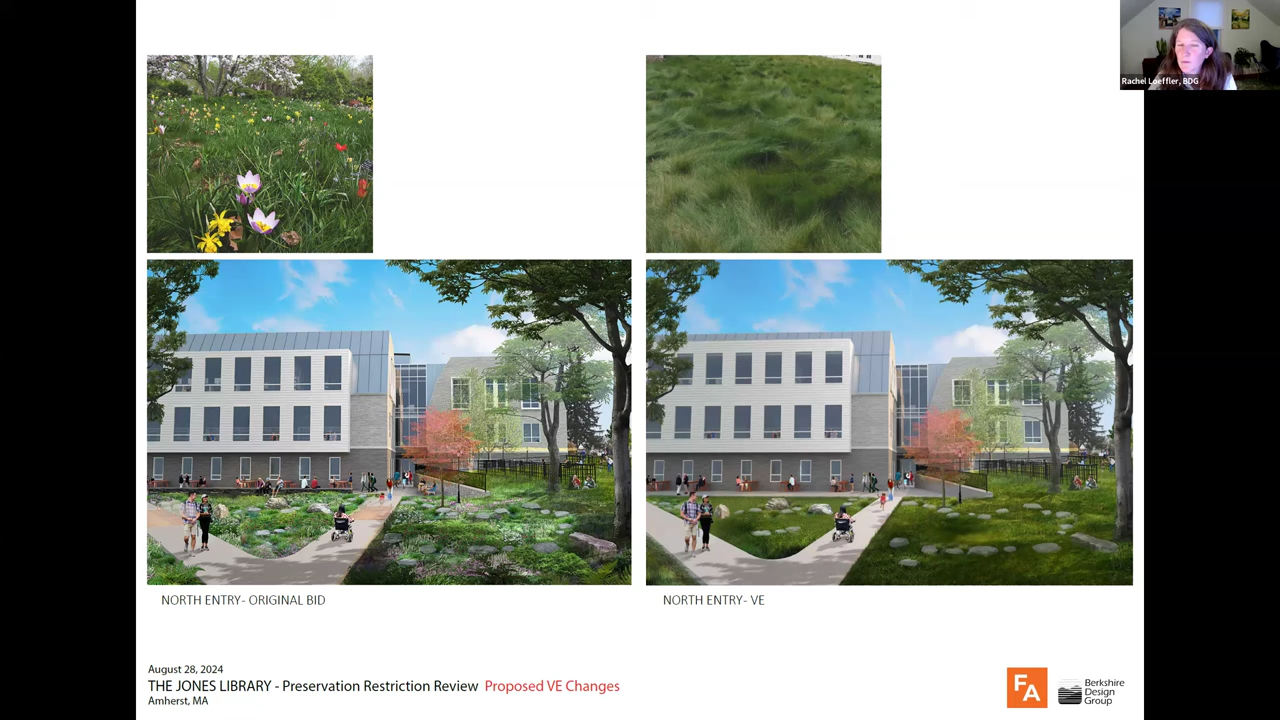 Rachel Loeffler, BDG
NORTH ENTRY- ORIGINAL BID
NORTH ENTRY- VE
August 28, 2024
THE JONES LIBRARY - Preservation Restriction Review Proposed VE Changes
Amherst, MA
FA
Berkshire
Design
Group